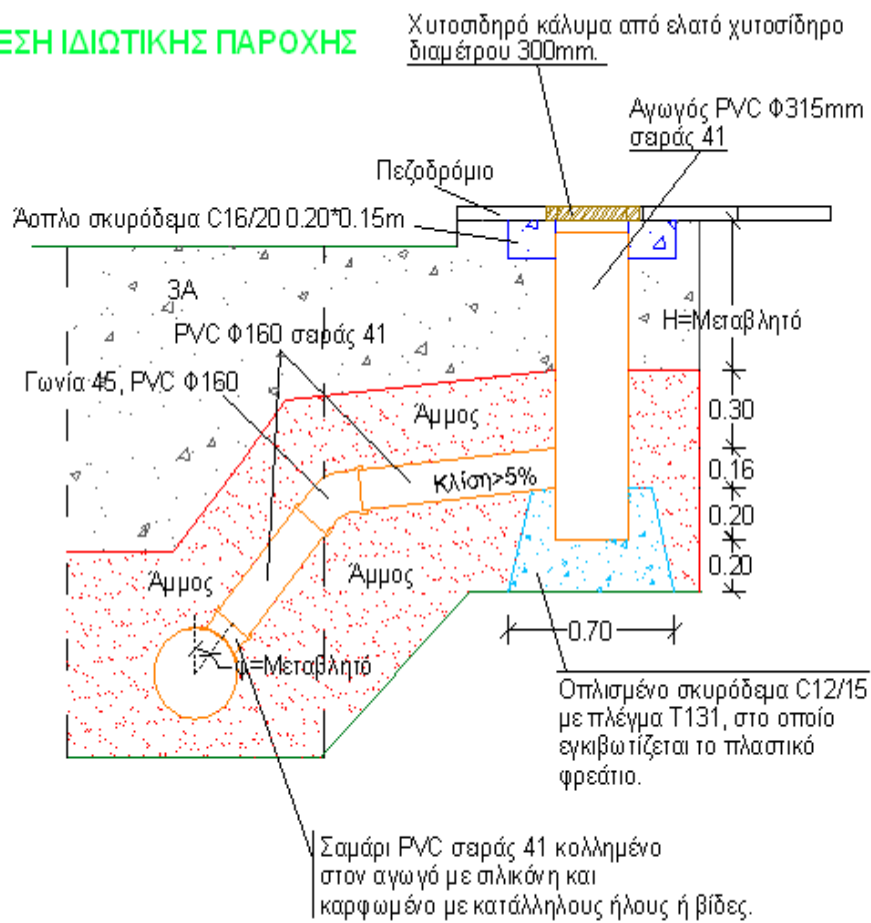 ΕΣΗ ΙΔΙΩΤΙΚΗΣ ΠΑΡΟΧΗΣ
Χυτοσιδηρό κάλυμα από ελατό χυτοσίδηρο
διαμέτρου 300mm.
Αγωγός PVC Φ315mm
σειράς 41
Πεζοδρόμιο
Άοπλο σκυρόδεμα C16/20 0.20*0.15m
3Α
PVC Φ160 σειράς 41
Η=Μεταβλητό
Γωνία 45, PVC Φ160
Άμμος
0.30
Κλίση>5%
0.16
0.20
Άμμος
Άμμος
0.20
0.70
φ=Μεταβλητό
Οπλισμένο σκυρόδεμα C12/15
με πλέγμα Τ131, στο οποίο
εγκιβωτίζεται το πλαστικό
φρεάτιο.
Σαμάρι PVC σειράς 41 κολλημένο
στον αγωγό με σιλικόνη και
καρφωμένο με κατάλληλους ήλους ή βίδες.